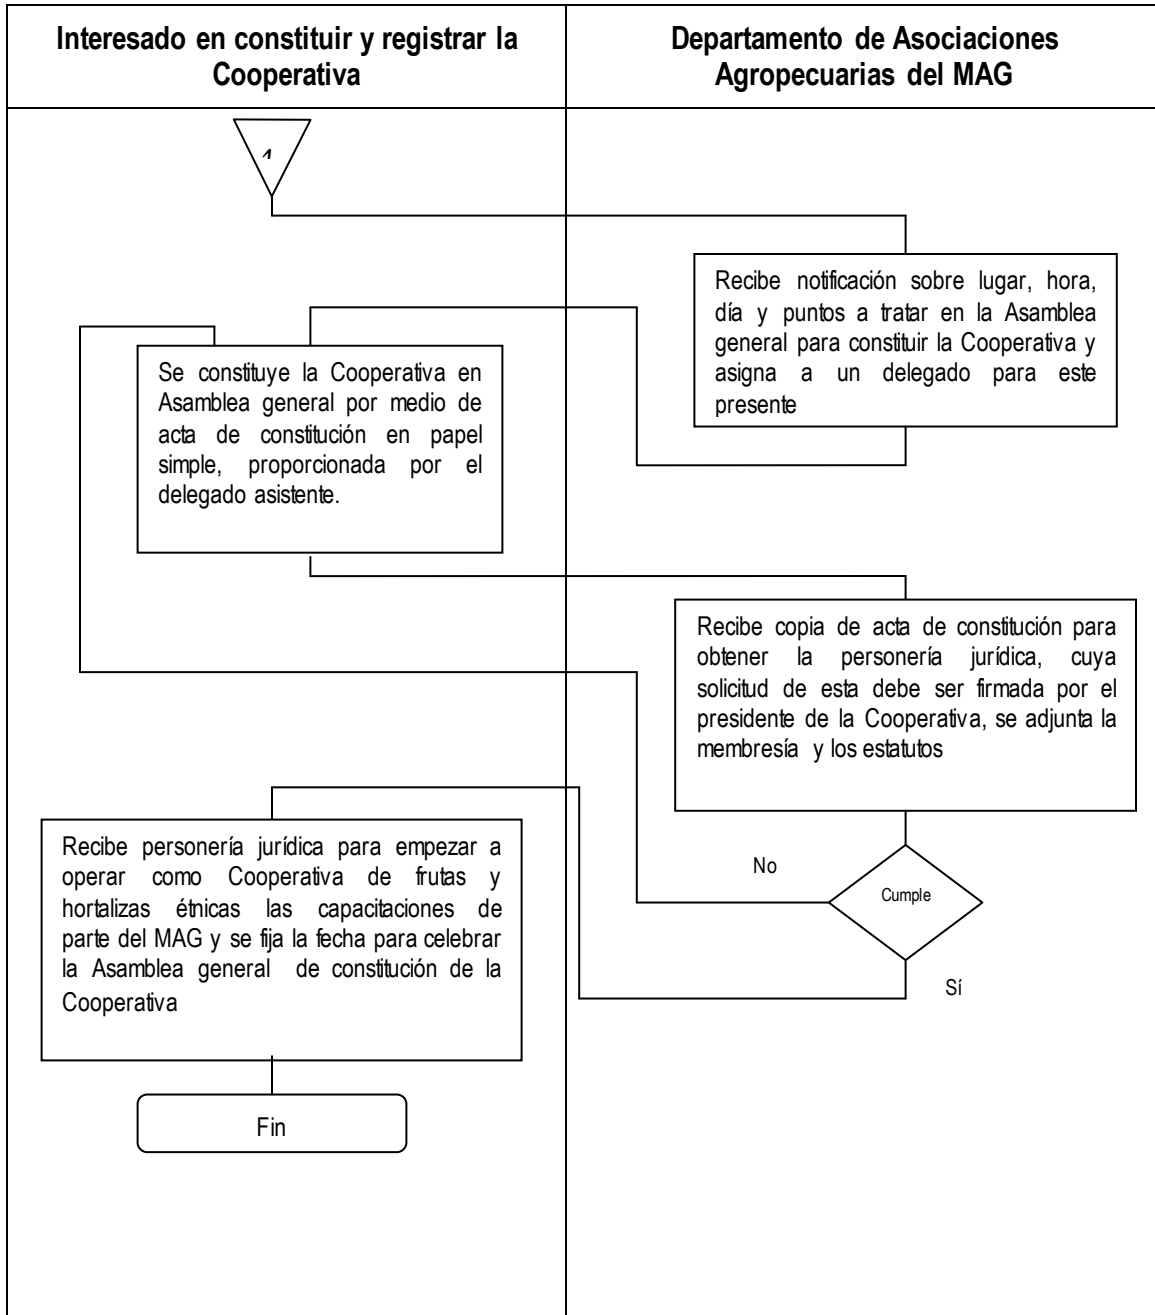 Interesado en constituir y registrar la
Cooperativa
Departamento de Asociaciones
Agropecuarias del MAG
1
Recibe notificación sobre lugar, hora,
día y puntos a tratar en la Asamblea
general para constituir la Cooperativa y
asigna a un delegado para este
presente
Se constituye la Cooperativa en
Asamblea general por medio de
acta de constitución en papel
simple, proporcionada por el
delegado asistente.
Recibe copia de acta de constitución para
obtener la personería jurídica, cuya
solicitud de esta debe ser firmada por el
presidente de la Cooperativa, se adjunta la
membresía y los estatutos
Recibe personería jurídica para empezar a
operar como Cooperativa de frutas y
hortalizas étnicas las capacitaciones de
parte del MAG y se fija la fecha para celebrar
la Asamblea general de constitución de la
Cooperativa
No
Cumple
Sí
Fin